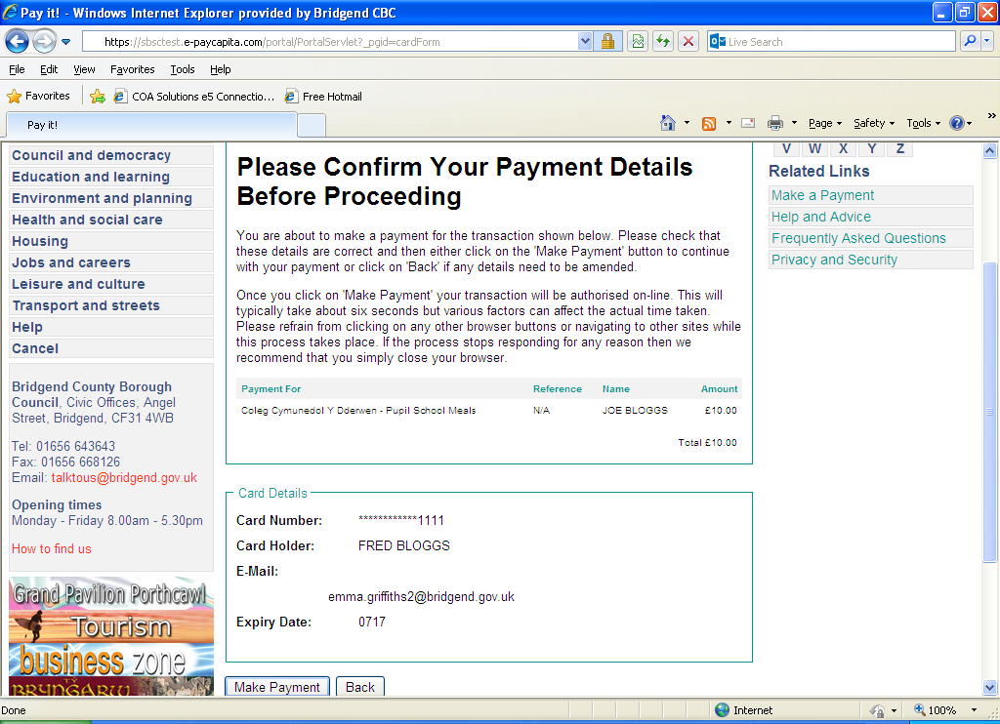 Pay it! - Windows Internet Explorer provided by Bridgend CBC
https://sbsctest.e-paycapita.com/portal/PortalServlet?_pgid=cardForm
Live Search
File Edit View Favorites Tools Help
Favorites COA Solutions e5 Connectio... Free Hotmail
Pay it!
Page Safety Tools »
Council and democracy
Education and learning
Environment and planning
Health and social care
Housing
Jobs and careers
Leisure and culture
Transport and streets
Help
Cancel
Bridgend County Borough
Council, Civic Offices, Angel
Street, Bridgend, CF31 4WB
Tel: 01656 643643
Fax: 01656 668126
Email: talktous@bridgend.gov.uk
Opening times
Monday - Friday 8.00am - 5.30pm
How to find us
Grand Pavilion Porthcawl
Tourism
business zone
BRYNGARW
Please Confirm Your Payment Details
Before Proceeding
You are about to make a payment for the transaction shown below. Please check that
these details are correct and then either click on the 'Make Payment' button to continue
with your payment or click on 'Back' if any details need to be amended.
Once you click on 'Make Payment' your transaction will be authorised on-line. This will
typically take about six seconds but various factors can affect the actual time taken.
Please refrain from clicking on any other browser buttons or navigating to other sites while
this process takes place. If the process stops responding for any reason then we
recommend that you simply close your browser.
Payment For Reference Name Amount
Coleg Cymunedol Y Dderwen - Pupil School Meals N/A JOE BLOGGS £10.00
Total £10.00
Card Details
Card Number: ************1111
Card Holder: FRED BLOGGS
E-Mail:
emma.griffiths2@bridgend.gov.uk
Expiry Date: 0717
Make Payment Back
V W X Y Z
Related Links
Make a Payment
Help and Advice
Frequently Asked Questions
Privacy and Security
Done Internet 100%